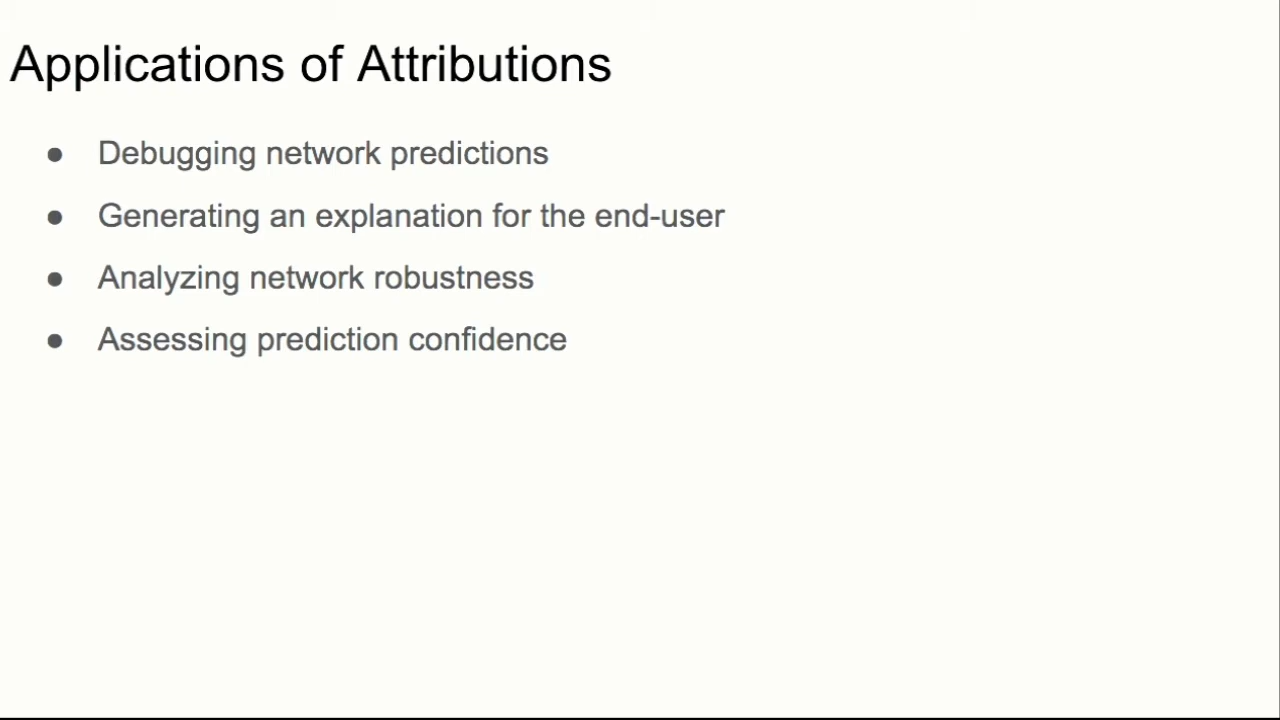 Applications of Attributions
● Debugging network predictions
● Generating an explanation for the end-user
● Analyzing network robustness
● Assessing prediction confidence